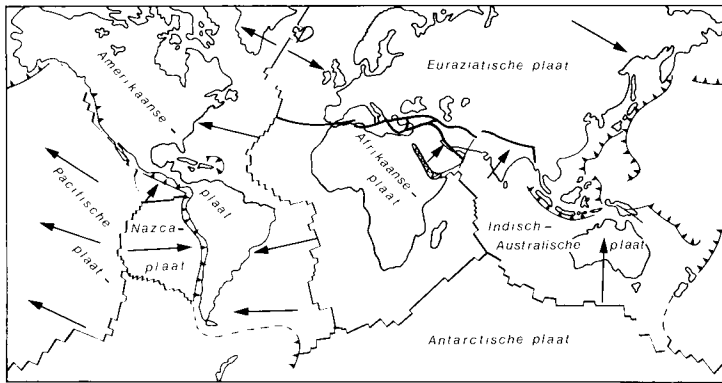 Euraziatische plaat
Amerikaanse-
plaat
Pacifische
plaat-
Nazca-
plaat
Afrikaanse-
plaat
Indisch-
Australische plaat
Antarctische plaat